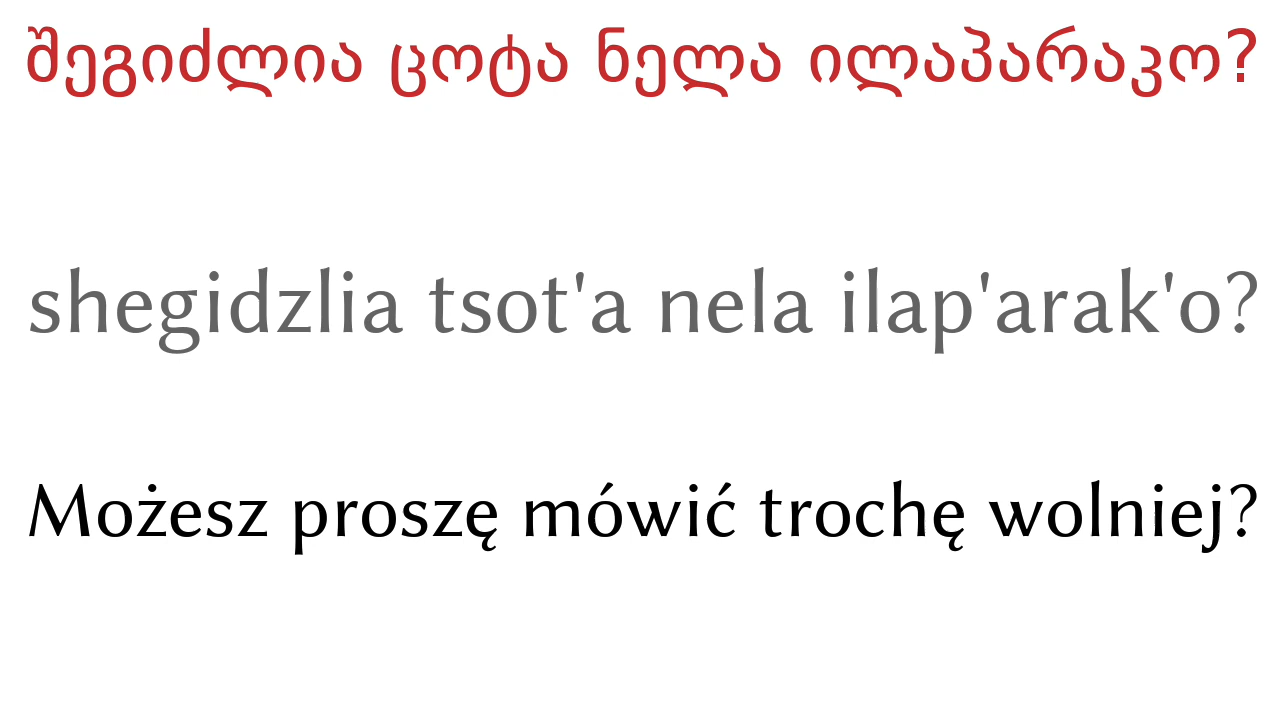 შეგიძლია ცოტა ნელა ილაპარაკო?
shegidzlia tsot'a nela ilap'arak'o?
Możesz proszę mówić trochę wolniej?